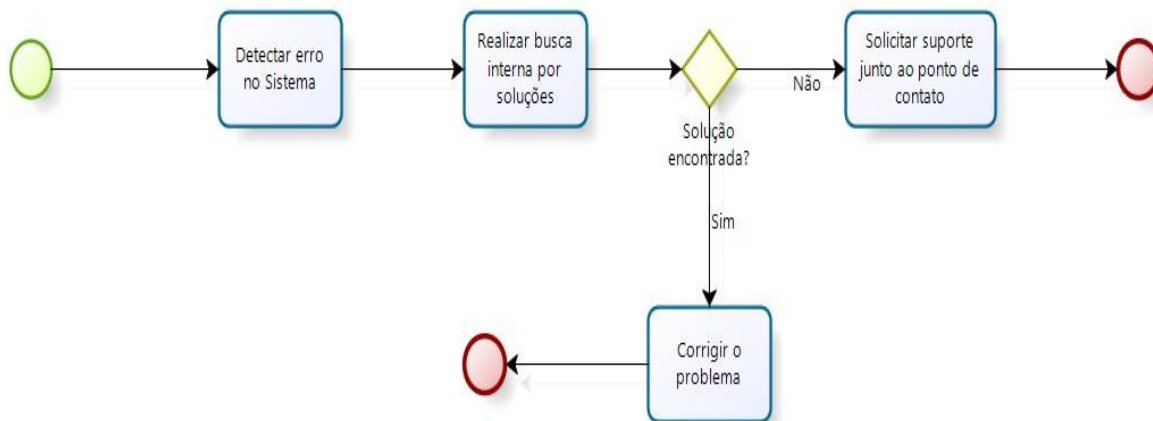 Detectar erro
no Sistema
Realizar busca
interna por
soluções
Solução
encontrada?
Não
Solicitar suporte
junto ao ponto de
contato
Sim
Corrigir o
problema